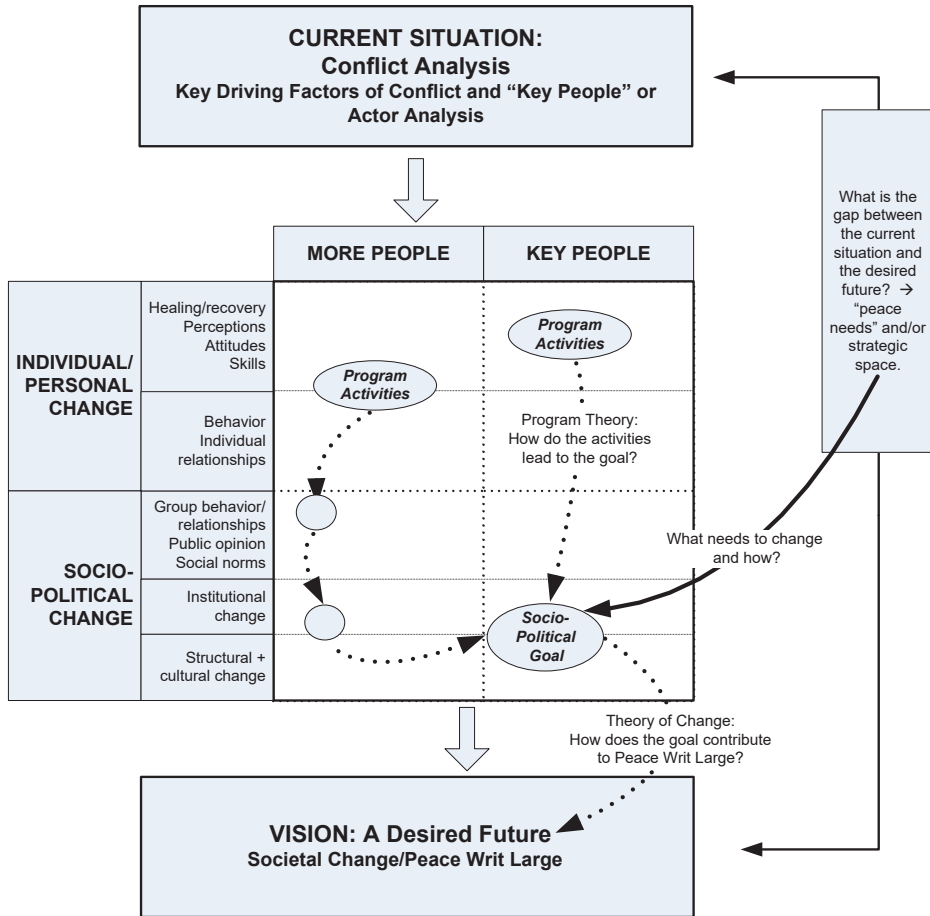 CURRENT SITUATION:
Conflict Analysis
Key Driving Factors of Conflict and “Key People” or
Actor Analysis
What is the
gap between
the current
situation and
the desired
future? →
“peace
needs” and/or
strategic
space.
MORE PEOPLE
KEY PEOPLE
INDIVIDUAL/
PERSONAL
CHANGE
Healing/recovery
Perceptions
Attitudes
Skills
Program
Activities
Program
Activities
Behavior
Individual
relationships
Program Theory:
How do the activities
lead to the goal?
SOCIO-
POLITICAL
CHANGE
Group behavior/
relationships
Public opinion
Social norms
What needs to change
and how?
Institutional
change
Socio-
Political
Goal
Structural +
cultural change
Theory of Change:
How does the goal contribute
to Peace Writ Large?
VISION: A Desired Future
Societal Change/Peace Writ Large